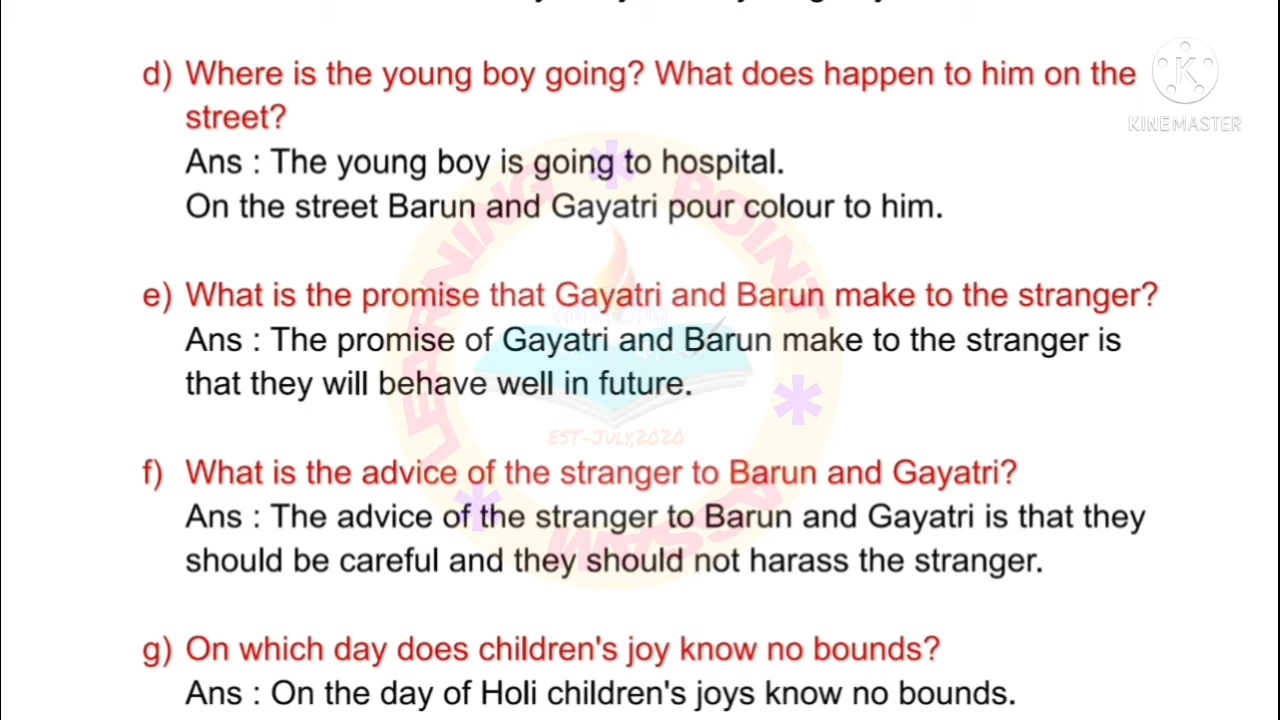 d) Where is the young boy going? What does happen to him on the
street?
Ans : The young boy is going to hospital.
On the street Barun and Gayatri pour colour to him.
e) What is the promise that Gayatri and Barun make to the stranger?
Ans : The promise of Gayatri and Barun make to the stranger is
that they will behave well in future.
f) What is the advice of the stranger to Barun and Gayatri?
Ans : The advice of the stranger to Barun and Gayatri is that they
should be careful and they should not harass the stranger.
g) On which day does children's joy know no bounds?
Ans : On the day of Holi children's joys know no bounds.
K
KINEMASTER
LEARNING POINT
ASSAM
EST-JULY,2020